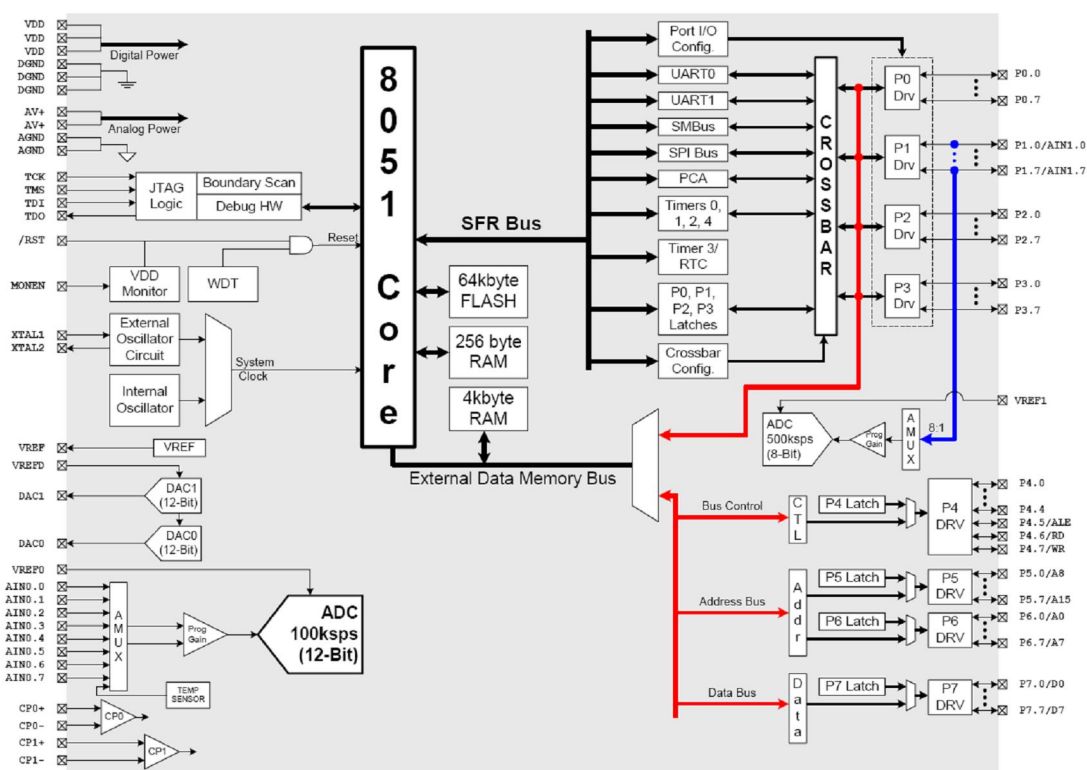 VDD
VDD
VDD
DGND
DGND
DGND
Digital Power
AV+
AV+
AGND
AGND
Analog Power
TCK
TMS
TDI
TDO
JTAG
Logic
Boundary Scan
Debug HW
/RST
Reset
MONEN
VDD
Monitor
WDT
XTAL1
XTAL2
External
Oscillator
Circuit
Internal
Oscillator
System
Clock
VREF
VREF
VREFD
DAC1
DAC1
(12-Bit)
DAC0
DAC0
(12-Bit)
VREF0
AIN0.0
AIN0.1
AIN0.2
AIN0.3
AIN0.4
AIN0.5
AIN0.6
AIN0.7
AMUX
Prog
Gain
ADC
100ksps
(12-Bit)
TEMP
SENSOR
CP0+
CP0-
CP0
CP1+
CP1-
CP1
8051 Core
SFR Bus
64kbyte
FLASH
256 byte
RAM
4kbyte
RAM
External Data Memory Bus
Port I/O
Config.
UART0
UART1
SMBus
SPI Bus
PCA
Timers 0,
1, 2, 4
Timer 3/
RTC
P0, P1,
P2, P3
Latches
Crossbar
Config.
CROSSBAR
P0
Drv
P1
Drv
P2
Drv
P3
Drv
P0.0
P0.7
P1.0/AIN1.0
P1.7/AIN1.7
P2.0
P2.7
P3.0
P3.7
VREF1
ADC
500ksps
(8-Bit)
Prog
Gain
AMUX
8:1
Bus Control
CTL
P4 Latch
P4
DRV
P4.0
P4.4
P4.5/ALE
P4.6/RD
P4.7/WR
Address Bus
Addr
P5 Latch
P5
DRV
P5.0/A8
P5.7/A15
P6 Latch
P6
DRV
P6.0/A0
P6.7/A7
Data Bus
Data
P7 Latch
P7
DRV
P7.0/D0
P7.7/D7